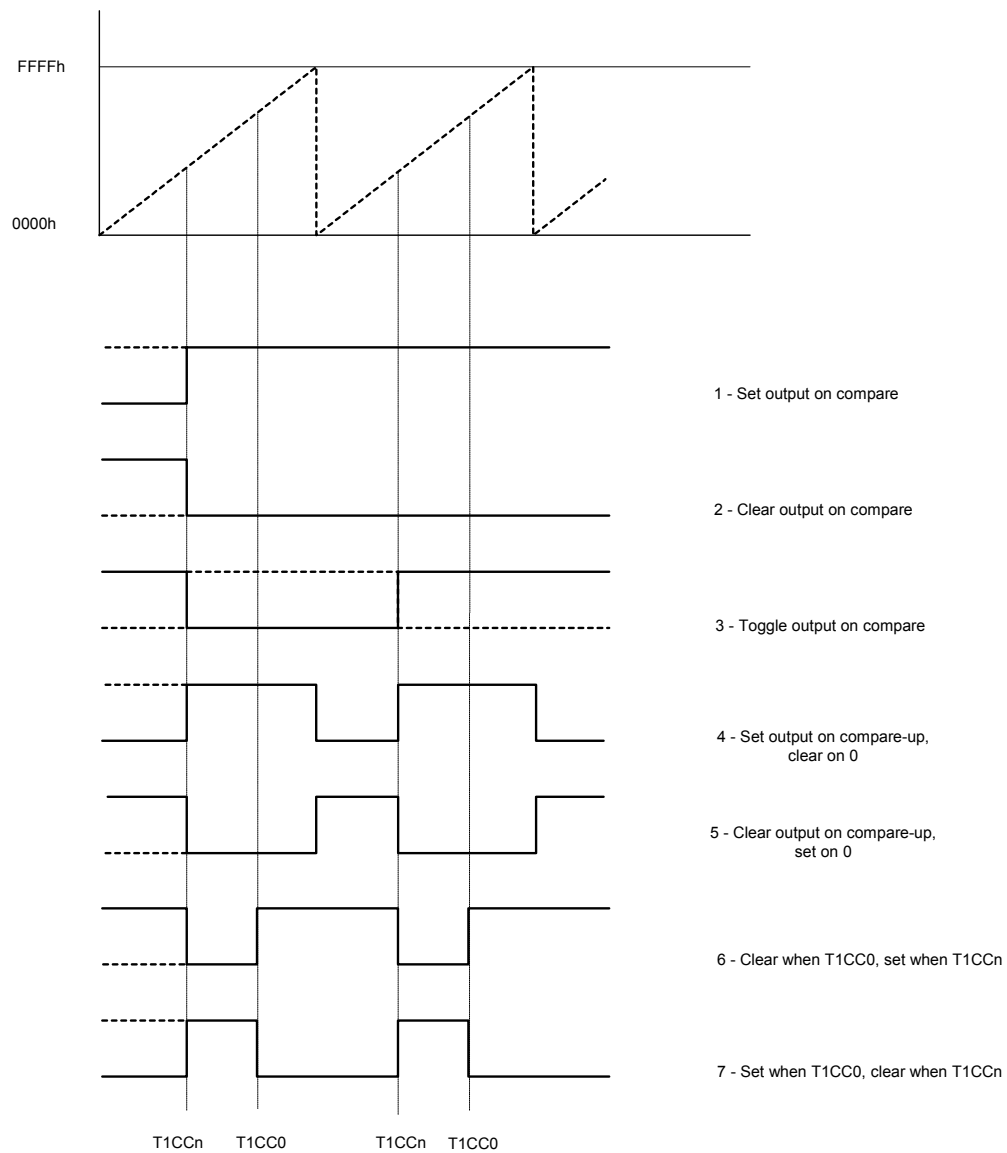 FFFFh
0000h
1 - Set output on compare
2 - Clear output on compare
3 - Toggle output on compare
4 - Set output on compare-up,
clear on 0
5 - Clear output on compare-up,
set on 0
6 - Clear when T1CC0, set when T1CCn
7 - Set when T1CC0, clear when T1CCn
T1CCn T1CC0 T1CCn T1CC0